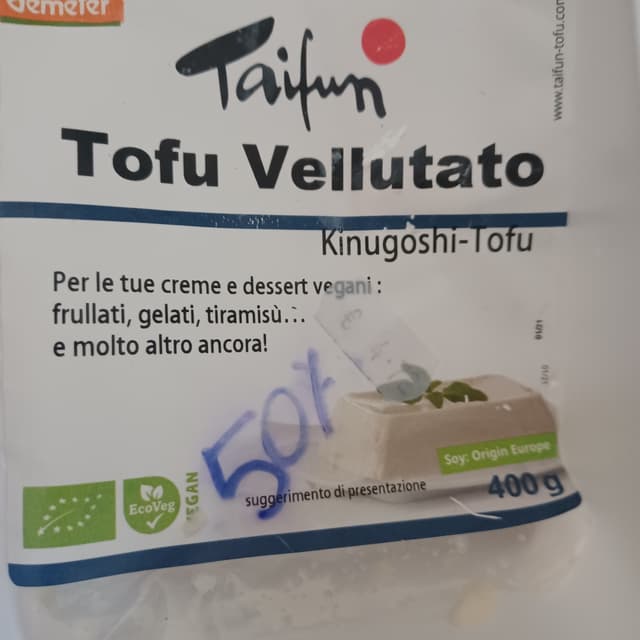 demeter
Taifun
www.taifun-tofu.com
Tofu Vellutato
Kinugoshi-Tofu
Per le tue creme e dessert vegani :
frullati, gelati, tiramisù...
e molto altro ancora!
50%
Soy: Origin Europe
400 g
suggerimento di presentazione
EcoVeg
VEGAN